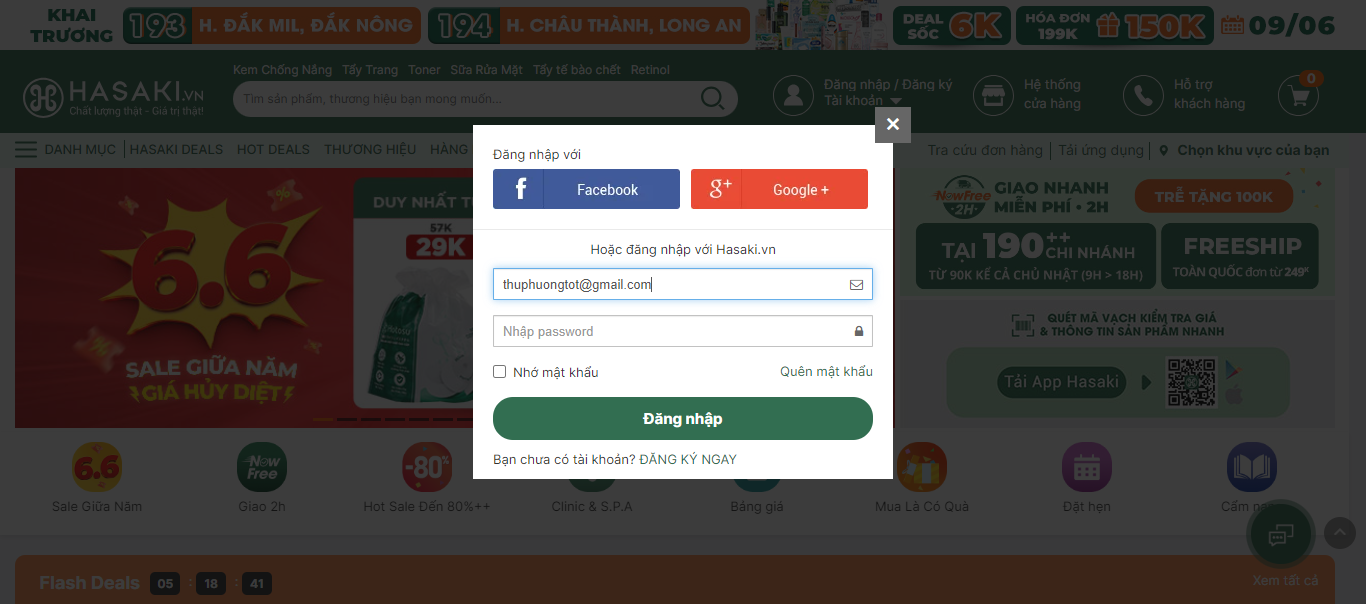 KHAI TRƯƠNG
193 H. ĐẮK MIL, ĐẮK NÔNG
194 H. CHÂU THÀNH, LONG AN
DEAL SỐC 6K
HÓA ĐƠN 199K 150K
09/06
Kem Chống Nắng Tẩy Trang Toner Sữa Rửa Mặt Tẩy tế bào chết Retinol
HASAKI.VN
Chất lượng thật - Giá trị thật!
Tìm sản phẩm, thương hiệu bạn mong muốn...
Đăng nhập / Đăng ký
Tài khoản
Hệ thống
cửa hàng
Hỗ trợ
khách hàng
0
DANH MỤC HASAKI DEALS HOT DEALS THƯƠNG HIỆU HÀNG
Tra cứu đơn hàng Tải ứng dụng Chọn khu vực của bạn
Đăng nhập với
f Facebook
g+ Google +
Hoặc đăng nhập với Hasaki.vn
thuphuongtot@gmail.com
Nhập password
Nhớ mật khẩu
Quên mật khẩu
Đăng nhập
Bạn chưa có tài khoản? ĐĂNG KÝ NGAY
6.6
SALE GIỮA NĂM
GIÁ HỦY DIỆT
DUY NHẤT
57K
29K
NowFree
2H
GIAO NHANH
MIỄN PHÍ • 2H
TRỄ TẶNG 100K
TẠI 190++ CHI NHÁNH
TỪ 90K KỂ CẢ CHỦ NHẬT (9H > 18H)
FREESHIP
TOÀN QUỐC đơn từ 249K
QUÉT MÃ VẠCH KIỂM TRA GIÁ
& THÔNG TIN SẢN PHẨM NHANH
Tải App Hasaki
6.6
Now
Free
-80%
Sale Giữa Năm
Giao 2h
Hot Sale Đến 80%++
Clinic & S.P.A
Bảng giá
Mua Là Có Quà
Đặt hẹn
Cẩm
Flash Deals 05 : 18 : 41
Xem tất cả